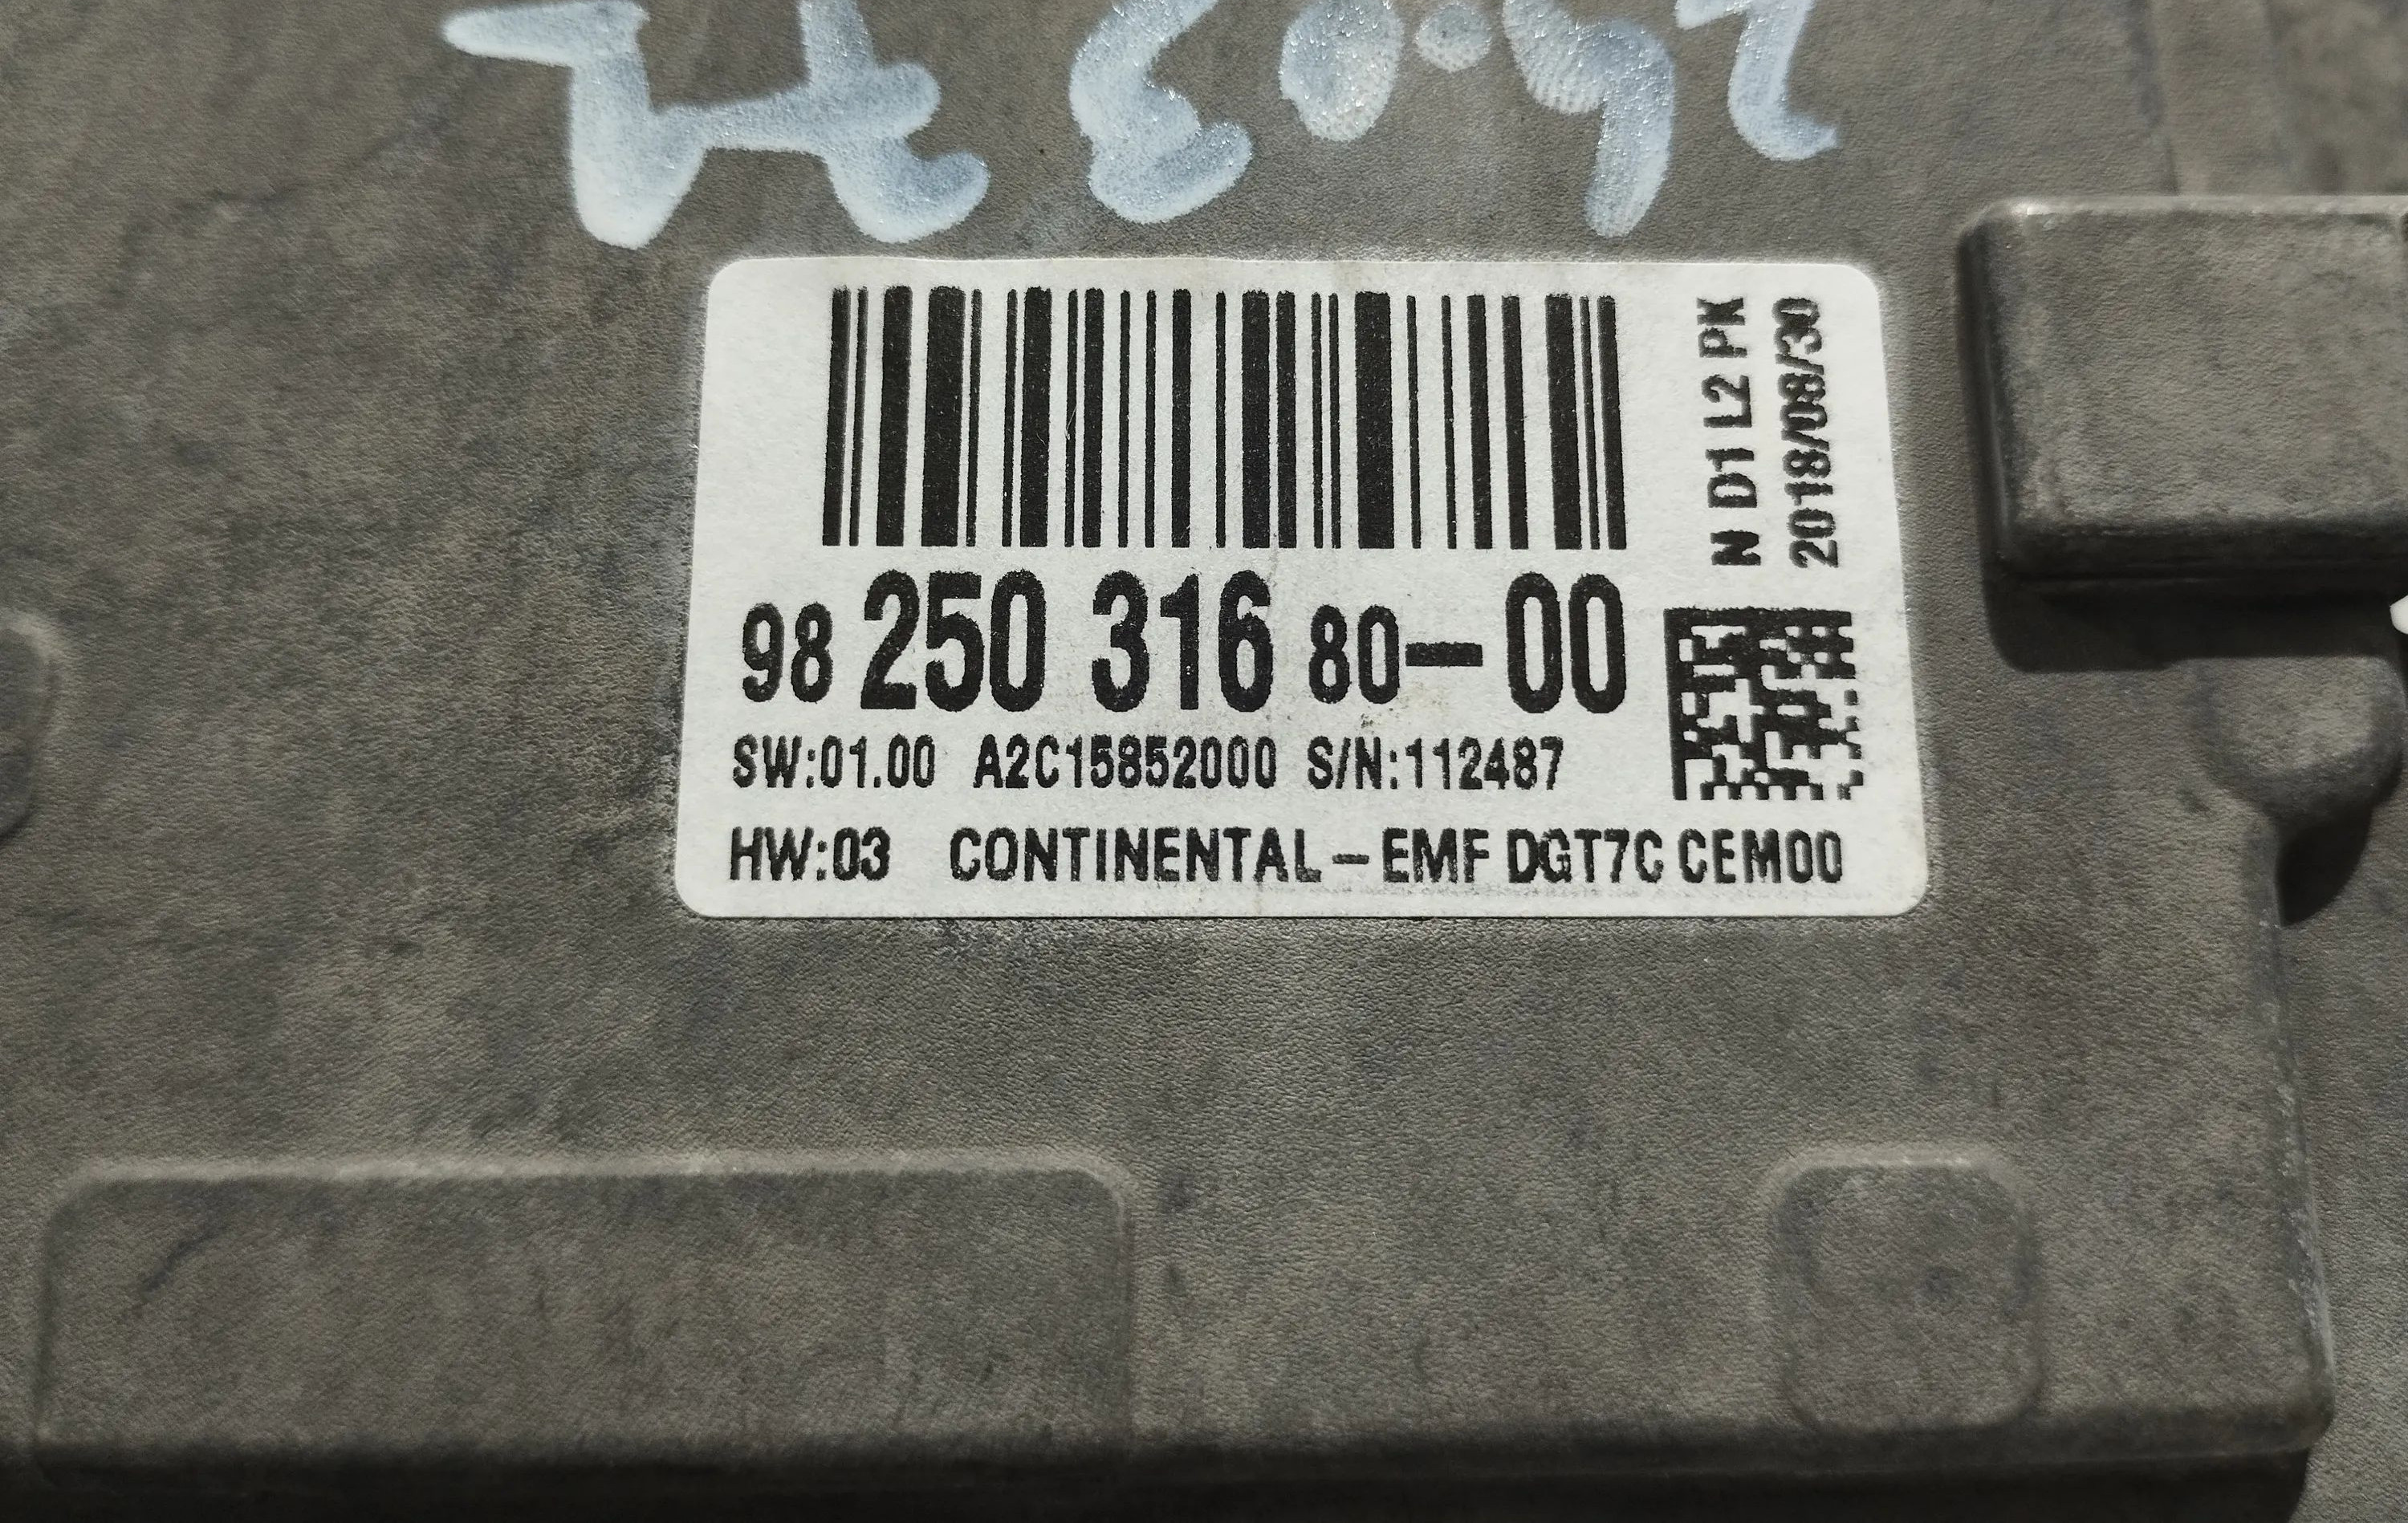 98 250 316 80-00
SW:01.00 A2C15852000 S/N:112487
HW:03 CONTINENTAL-EMF DGT7C CEM00
N D1 L2 PK
2018/08/30